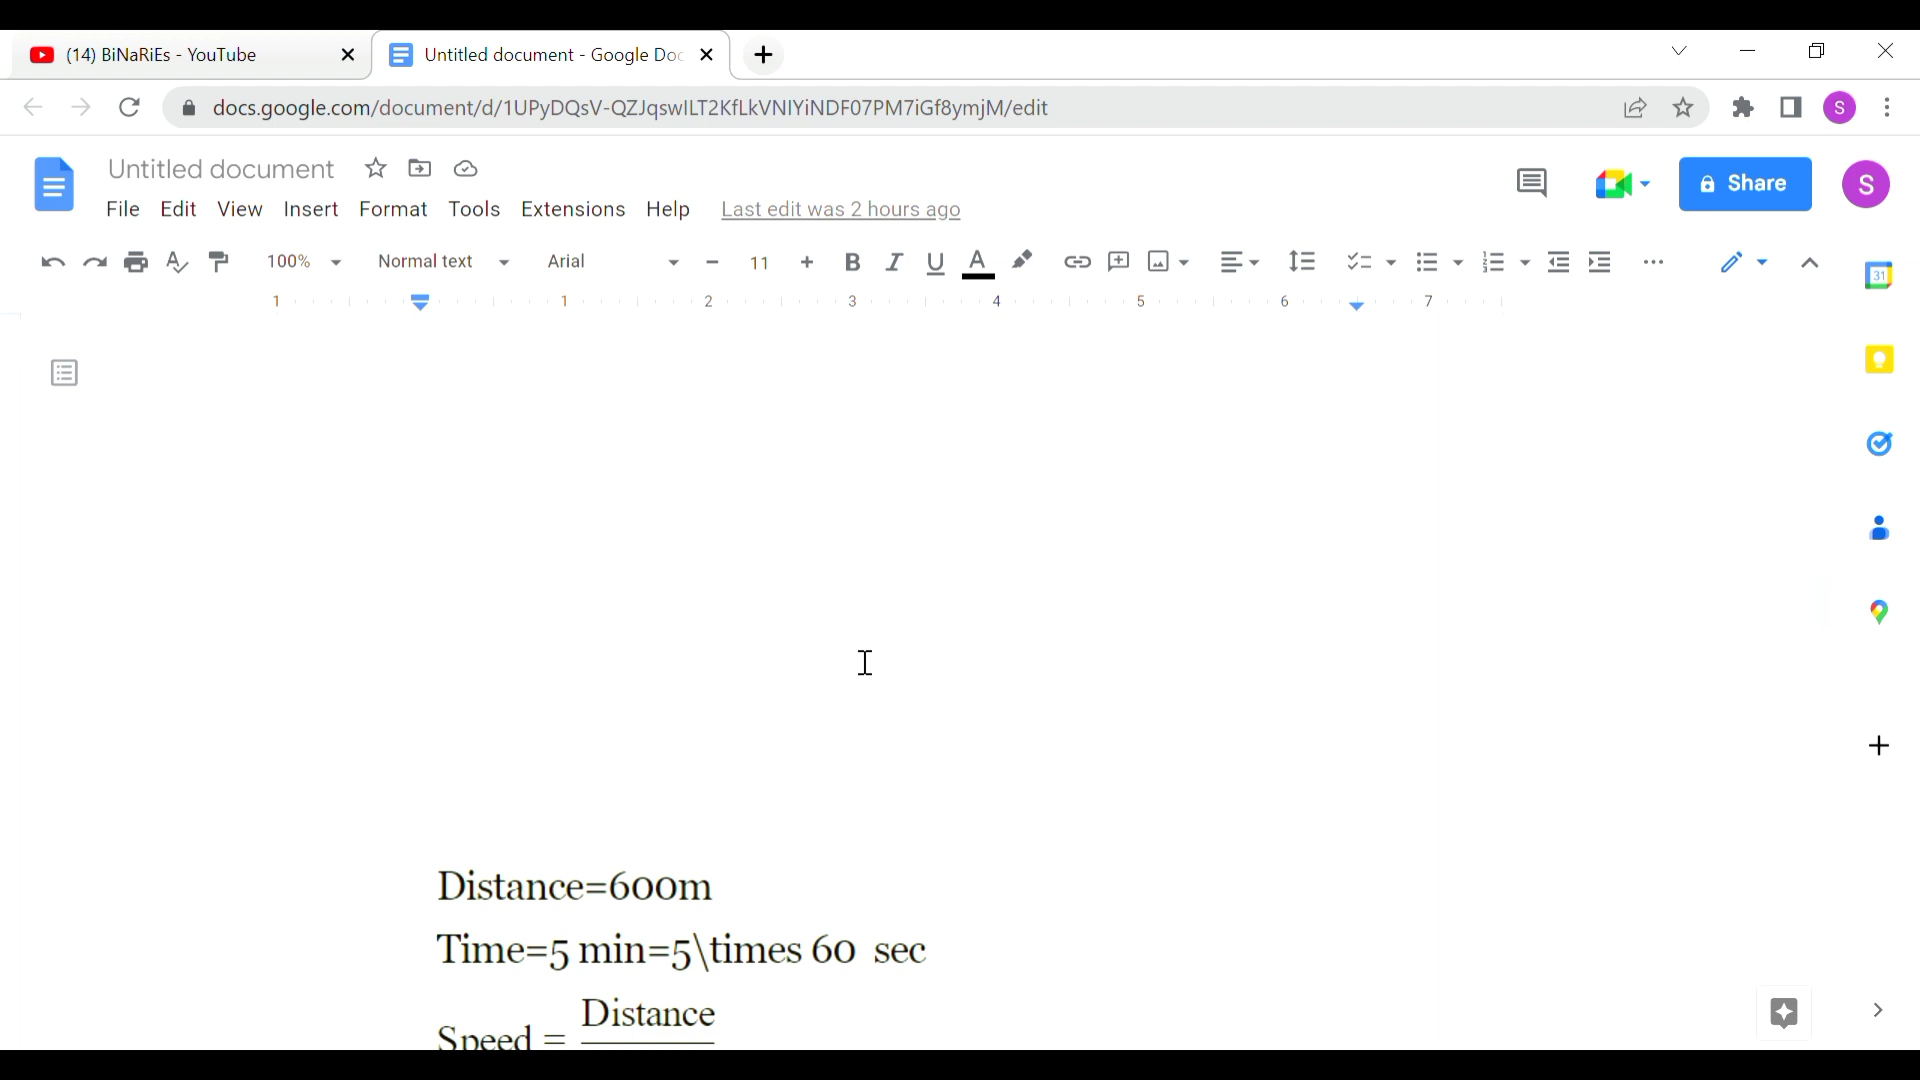 (14) BiNaRiEs - YouTube
Untitled document - Google Doc
docs.google.com/document/d/1UPyDQsV-QZJqswlLT2KfLkVNIYiNDF07PM7iGf8ymjM/edit
S
Untitled document
Share
S
File Edit View Insert Format Tools Extensions Help Last edit was 2 hours ago
100% Normal text Arial 11
31
1 1 2 3 4 5 6 7
Distance=600m
Time=5 min=5\times 60 sec
Distance
Speed =